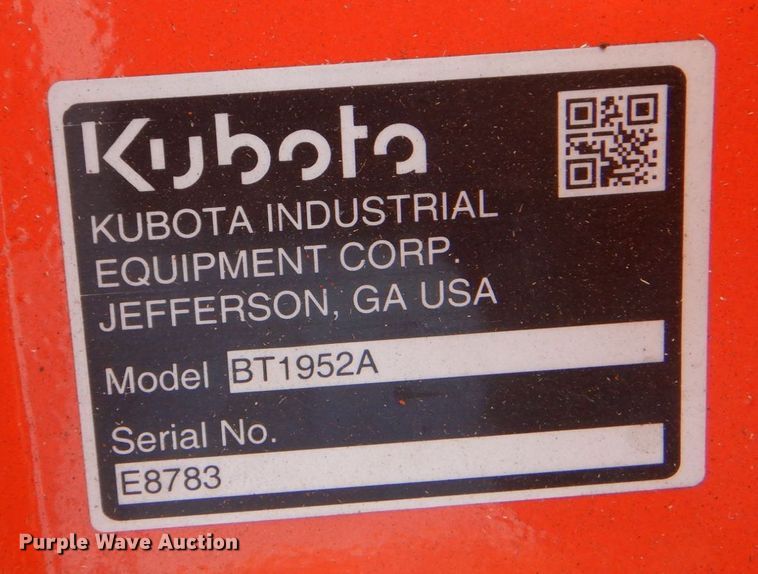 Kubota
KUBOTA INDUSTRIAL
EQUIPMENT CORP.
JEFFERSON, GA USA
Model BT1952A
Serial No.
E8783
Purple Wave Auction